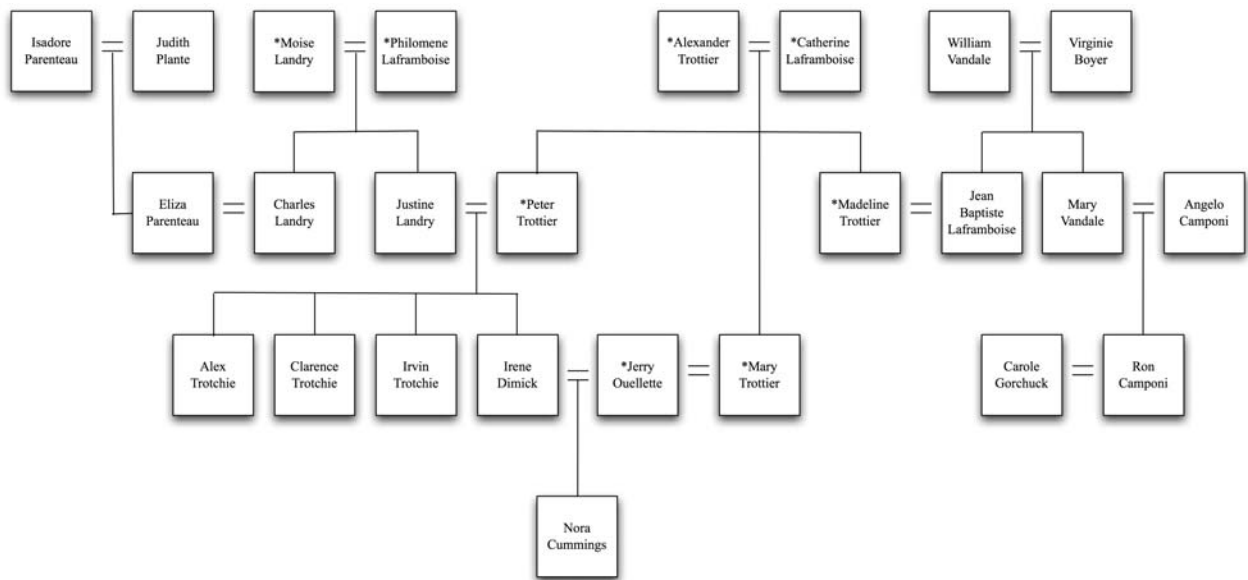 Isadore
Parenteau
Judith
Plante
*Moise
Landry
*Philomene
Laframboise
*Alexander
Trottier
*Catherine
Laframboise
William
Vandale
Virginie
Boyer
Eliza
Parenteau
Charles
Landry
Justine
Landry
*Peter
Trottier
*Madeline
Trottier
Jean
Baptiste
Laframboise
Mary
Vandale
Angelo
Camponi
Alex
Trotchie
Clarence
Trotchie
Irvin
Trotchie
Irene
Dimick
*Jerry
Ouellette
*Mary
Trottier
Carole
Gorchuck
Ron
Camponi
Nora
Cummings